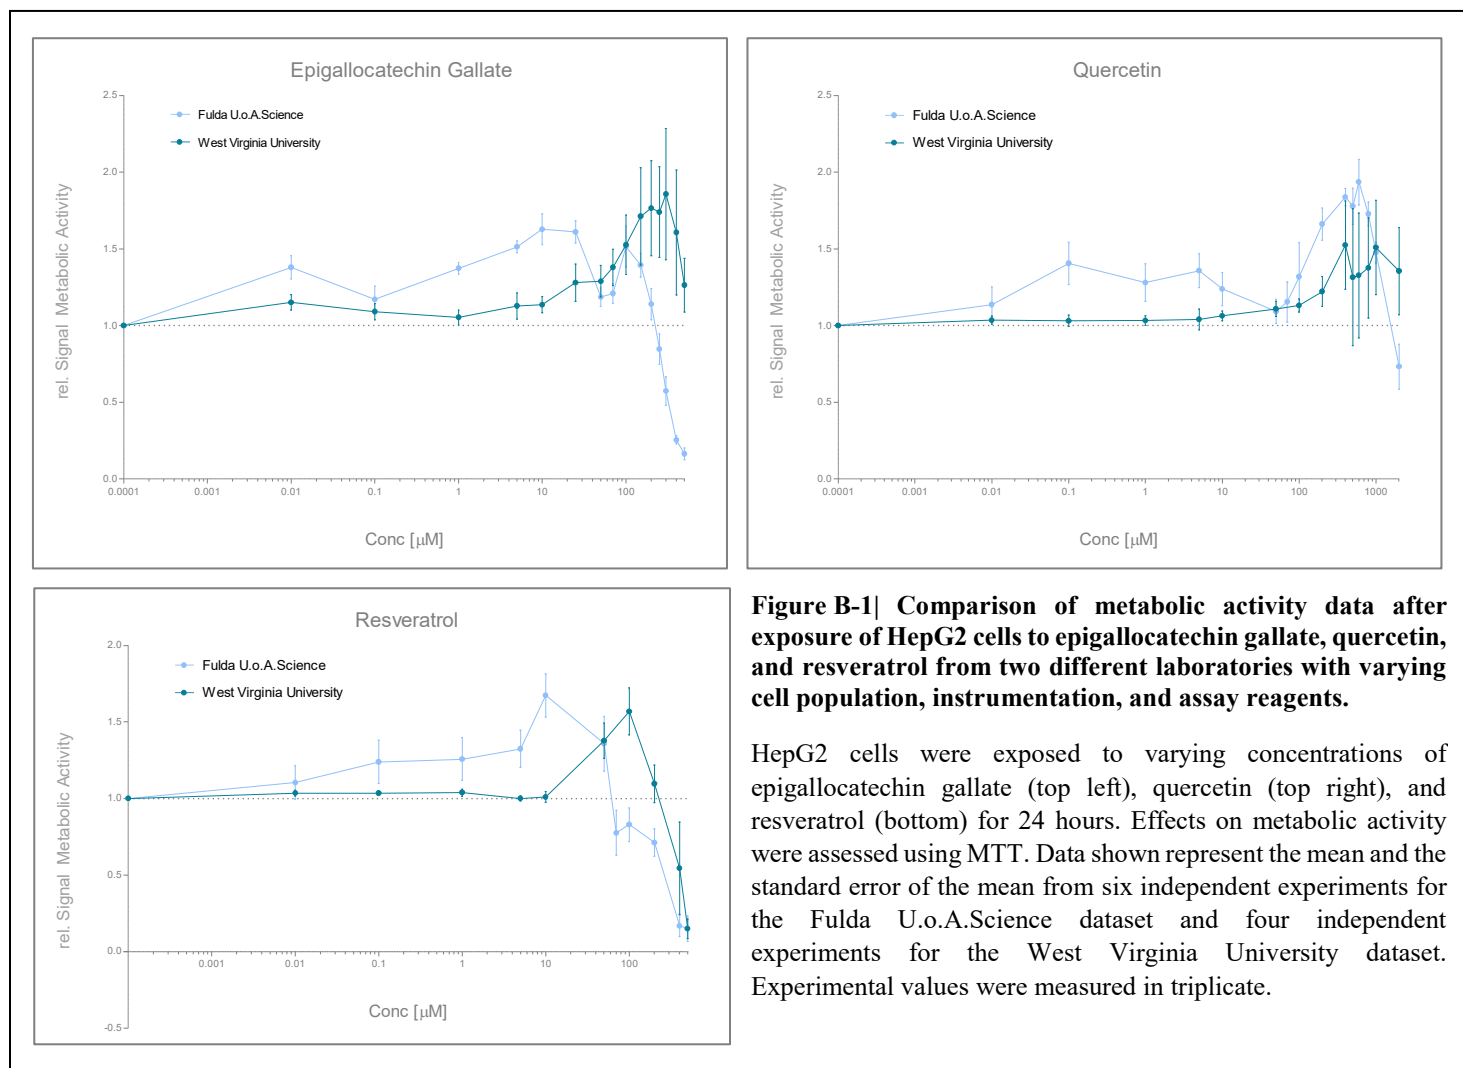 Epigallocatechin Gallate
Fulda U.o.A.Science
West Virginia University
rel. Signal Metabolic Activity
2.5
2.0
1.5
1.0
0.5
0.0
0.0001
0.001
0.01
0.1
1
10
100
Conc [µM]
Quercetin
Fulda U.o.A.Science
West Virginia University
rel. Signal Metabolic Activity
2.5
2.0
1.5
1.0
0.5
0.0
0.0001
0.01
0.1
1
10
100
1000
Conc [µM]
Resveratrol
Fulda U.o.A.Science
West Virginia University
rel. Signal Metabolic Activity
2.0
1.5
1.0
0.5
0.0
-0.5
0.001
0.01
0.1
1
10
100
Conc [µM]
Figure B-1| Comparison of metabolic activity data after
exposure of HepG2 cells to epigallocatechin gallate, quercetin,
and resveratrol from two different laboratories with varying
cell population, instrumentation, and assay reagents.
HepG2 cells were exposed to varying concentrations of
epigallocatechin gallate (top left), quercetin (top right), and
resveratrol (bottom) for 24 hours. Effects on metabolic activity
were assessed using MTT. Data shown represent the mean and the
standard error of the mean from six independent experiments for
the Fulda U.o.A.Science dataset and four independent
experiments for the West Virginia University dataset.
Experimental values were measured in triplicate.